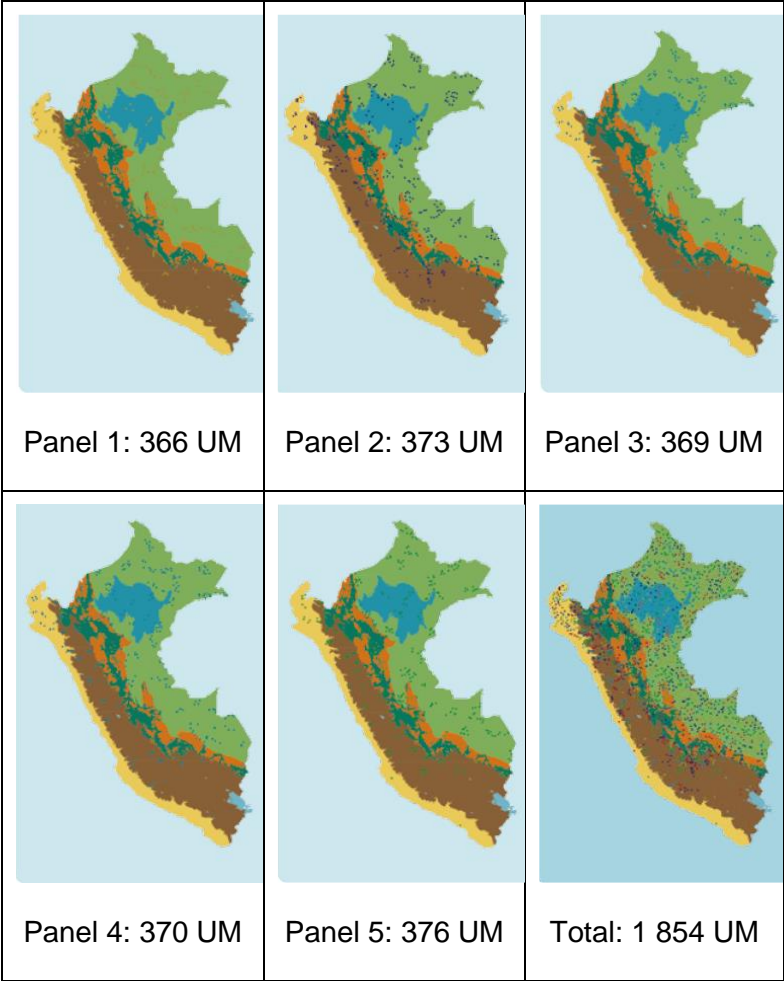 Panel 1: 366 UM
Panel 2: 373 UM
Panel 3: 369 UM
Panel 4: 370 UM
Panel 5: 376 UM
Total: 1 854 UM